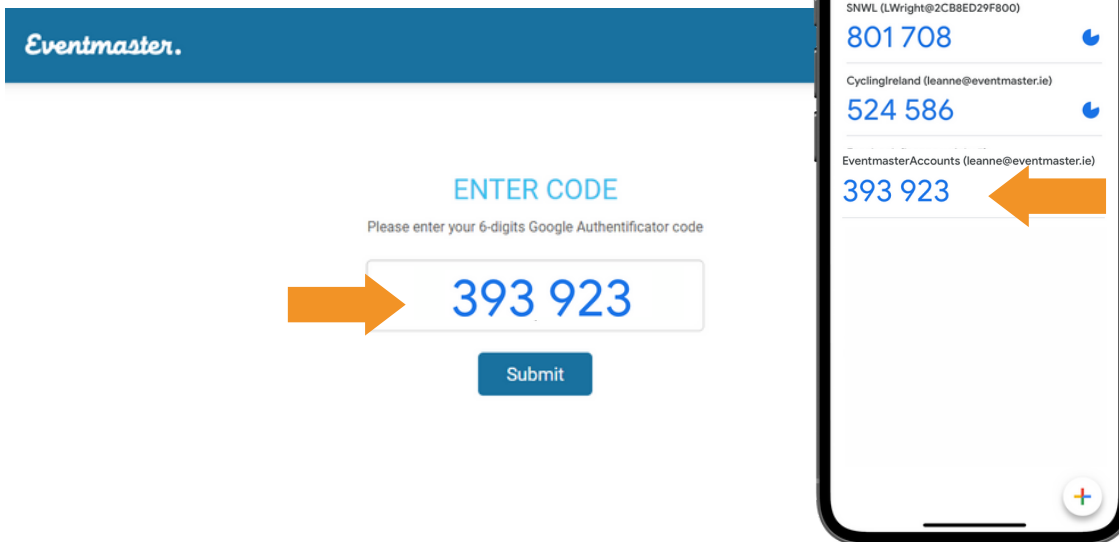 Eventmaster.
ENTER CODE
Please enter your 6-digits Google Authentificator code
393 923
Submit
SNWL (LWright@2CB8ED29F800)
801 708
CyclingIreland (leanne@eventmaster.ie)
524 586
EventmasterAccounts (leanne@eventmaster.ie)
393 923